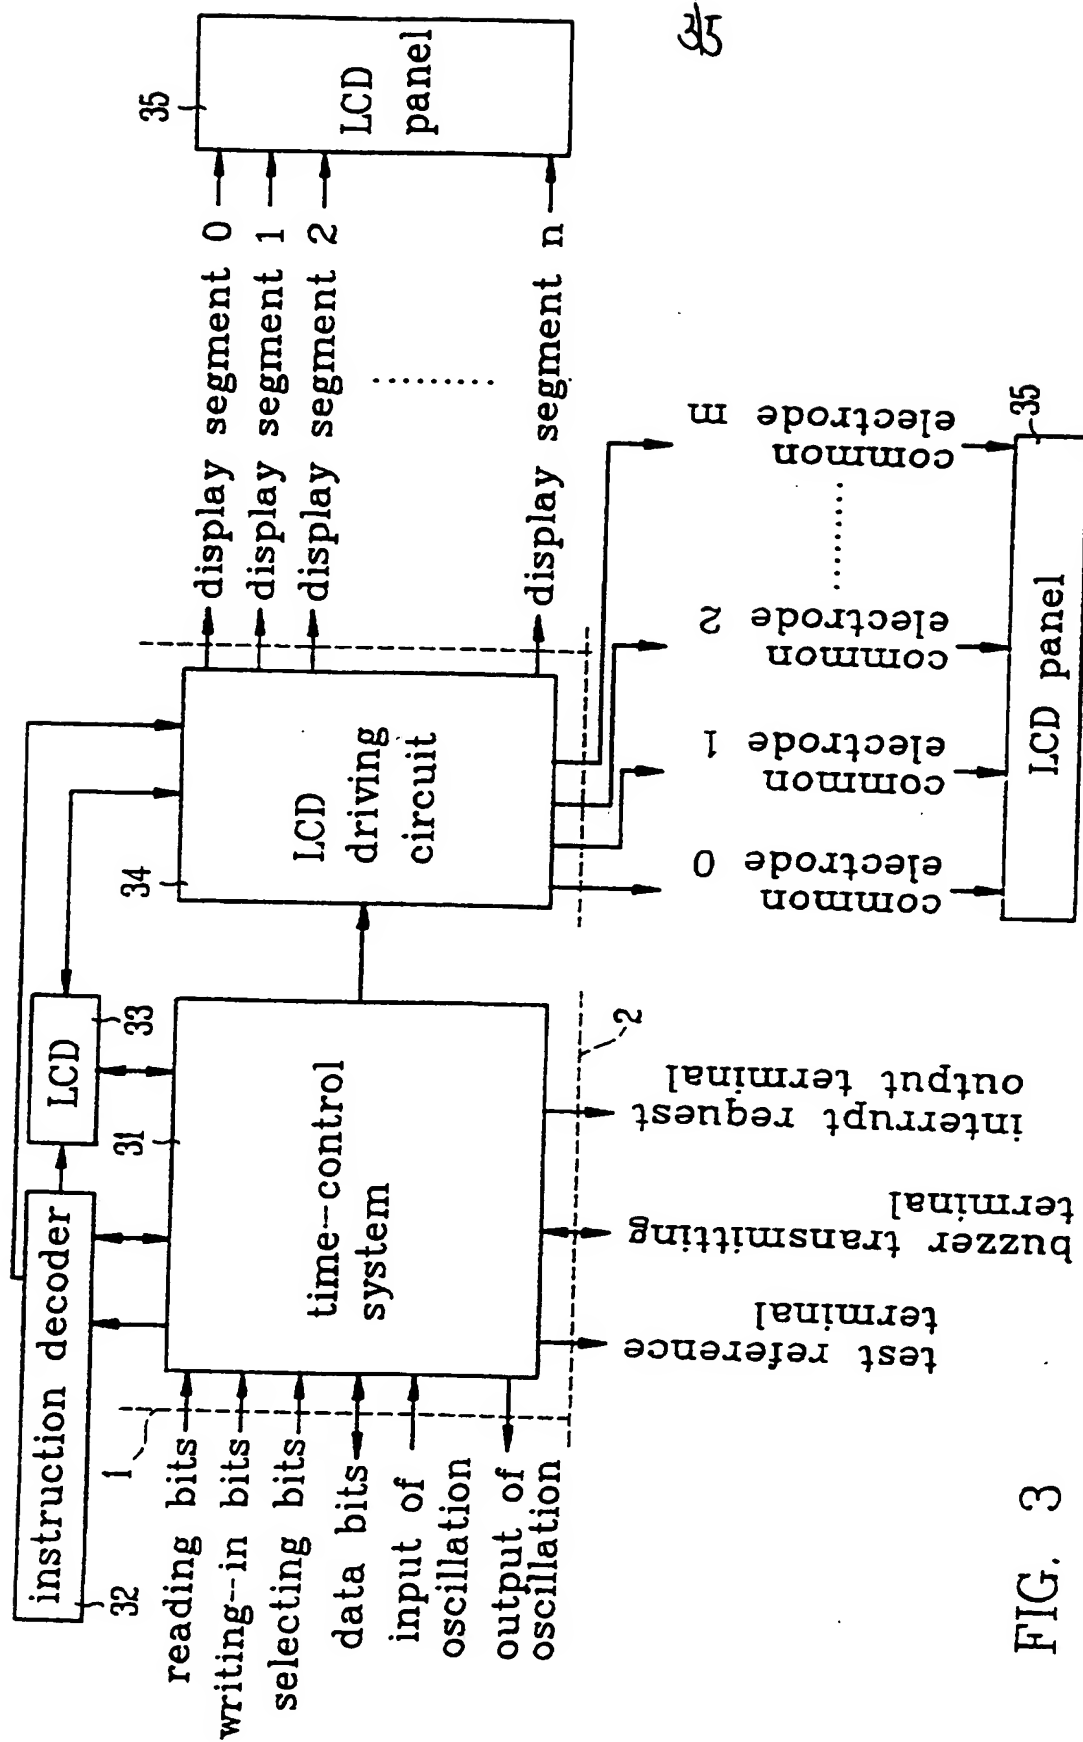 3/5
instruction decoder
32
LCD
33
1
reading bits
writing--in bits
selecting bits
data bits
input of
oscillation
output of
oscillation
31
time-control
system
34
LCD
driving
circuit
display segment 0
display segment 1
display segment 2
.........
display segment n
35
LCD
panel
2
test reference
terminal
buzzer transmitting
terminal
interrupt request
output terminal
common
electrode 0
common
electrode 1
common
electrode 2
.........
common
electrode m
35
LCD panel
FIG. 3